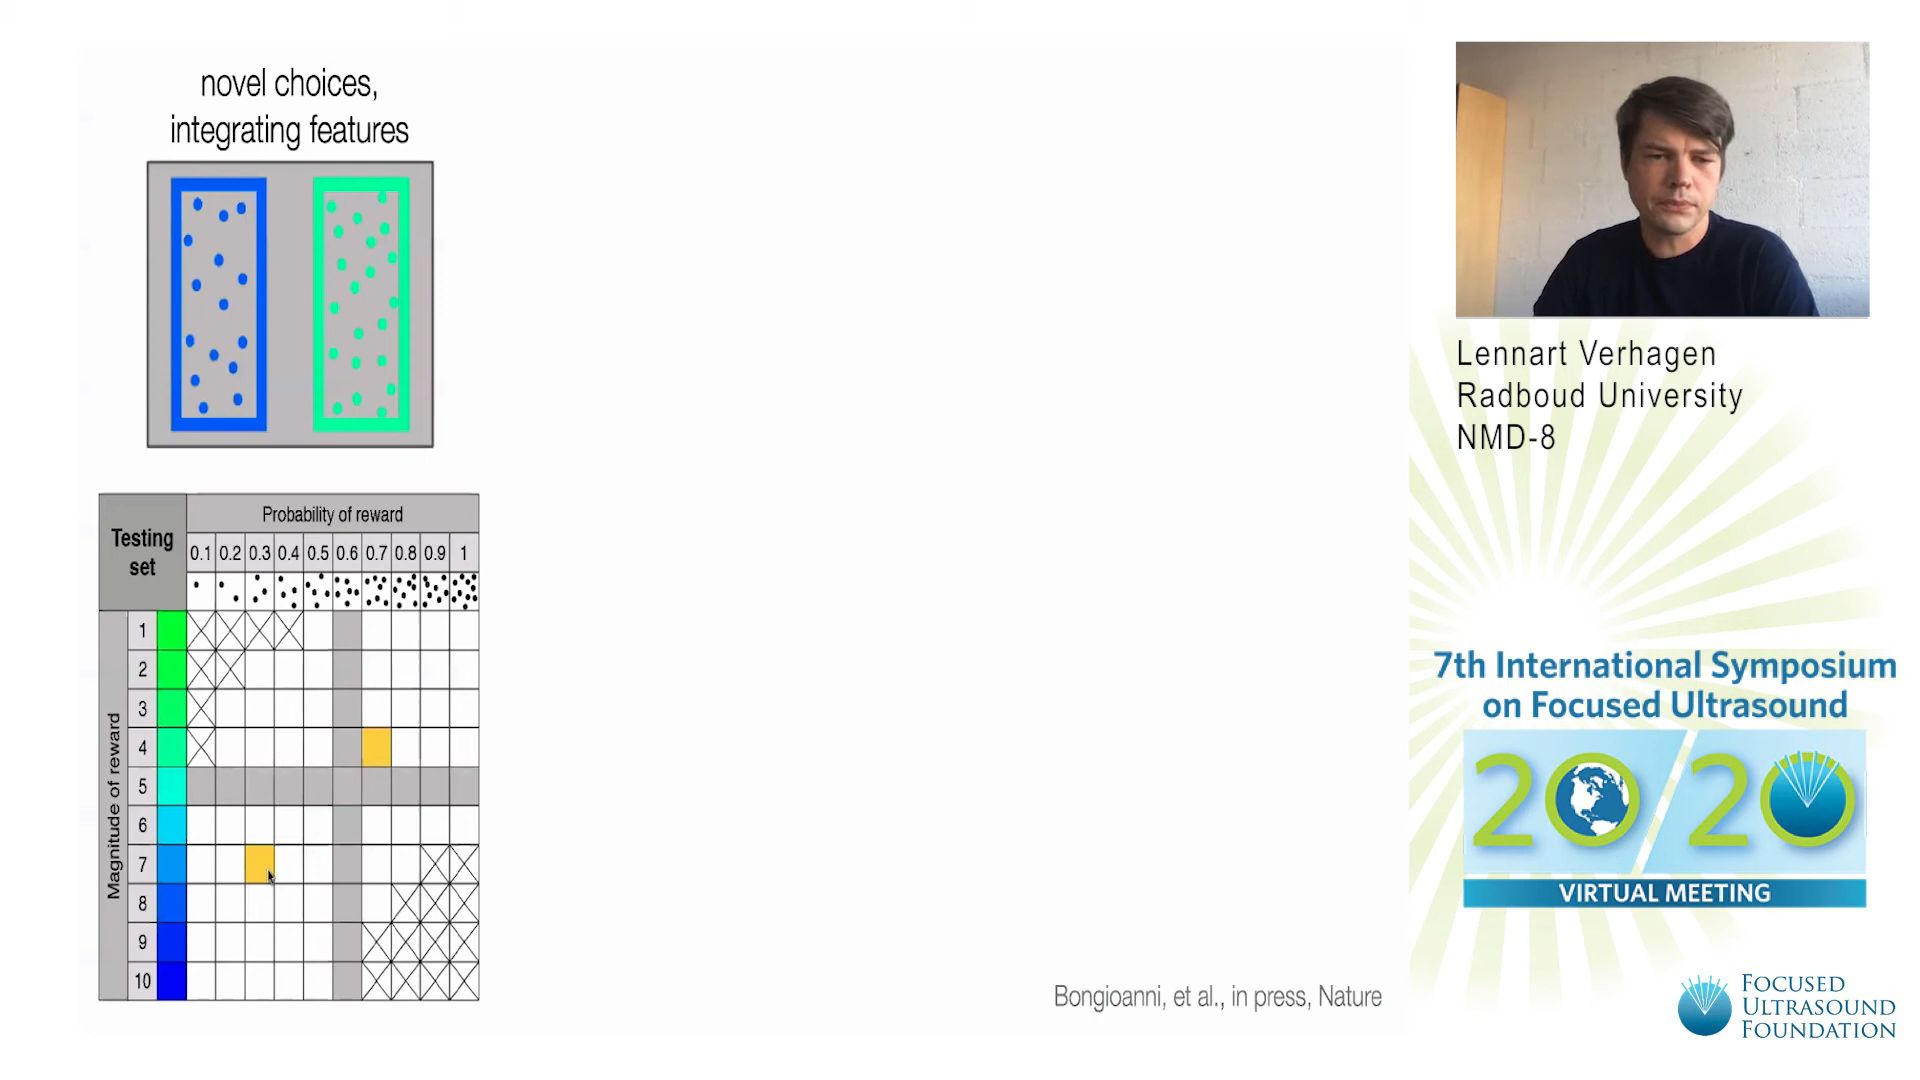 novel choices,
integrating features
Testing
set
Probability of reward
0.1 0.2 0.3 0.4 0.5 0.6 0.7 0.8 0.9 1
Magnitude of reward
1
2
3
4
5
6
7
8
9
10
Bongioanni, et al., in press, Nature
Lennart Verhagen
Radboud University
NMD-8
7th International Symposium
on Focused Ultrasound
20/20
VIRTUAL MEETING
FOCUSED
ULTRASOUND
FOUNDATION